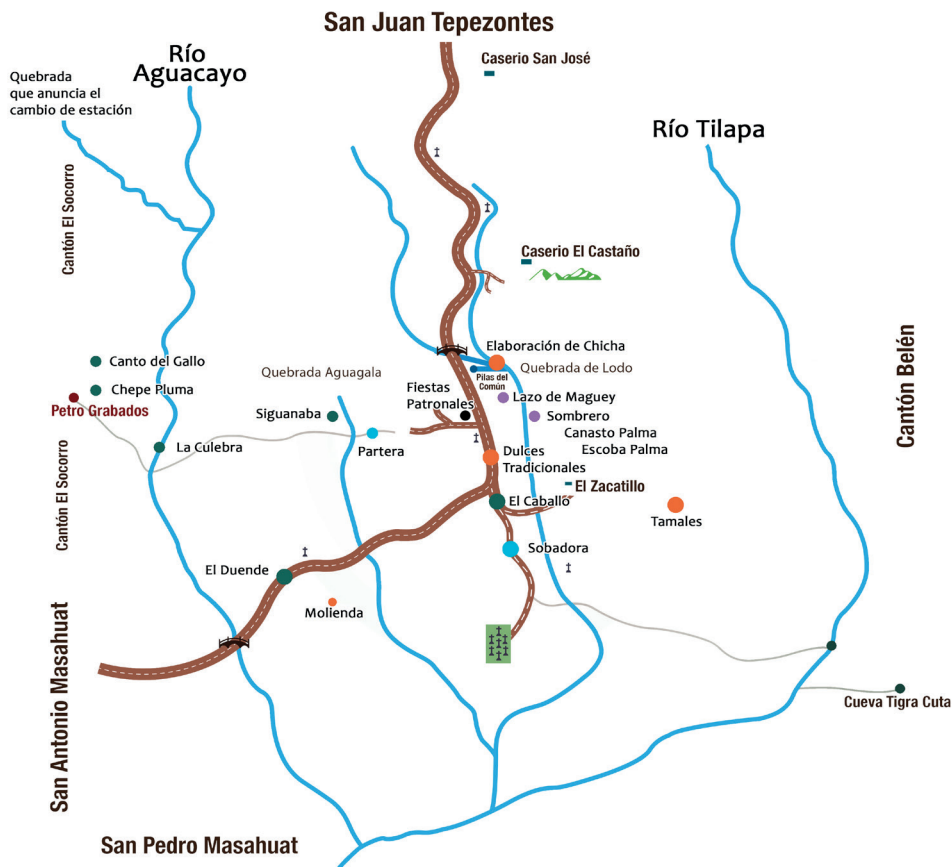 San Juan Tepezontes
Río
Aguacayo
Caserio San José
Quebrada
que anuncia el
cambio de estación
Río Tilapa
Cantón El Socorro
Caserio El Castaño
Elaboración de Chicha
Canto del Gallo
Quebrada Aguagala
Quebrada de Lodo
Pilas del
Común
Chepe Pluma
Fiestas
Patronales
Lazo de Maguey
Petro Grabados
Siguanaba
Sombrero
Canasto Palma
Escoba Palma
Cantón Belén
La Culebra
Partera
Dulces
Tradicionales
Cantón El Socorro
El Zacatillo
El Caballo
Tamales
Sobadora
El Duende
Molienda
San Antonio Masahuat
Cueva Tigra Cuta
San Pedro Masahuat